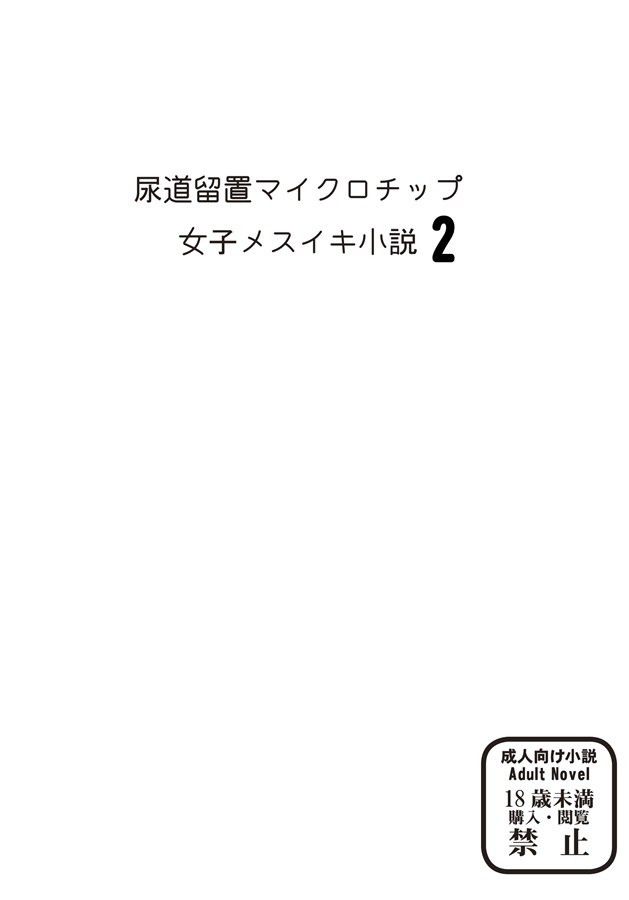 尿道留置マイクロチップ
女子メスイキ小説 2
成人向け小説
Adult Novel
18歳未満
購入・閲覧
禁止